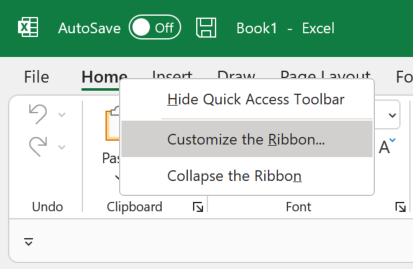 AutoSave Off Book1 - Excel
File Home Insert Draw Page Layout Fo
Hide Quick Access Toolbar
Customize the Ribbon...
Pas
Collapse the Ribbon
Undo Clipboard Font